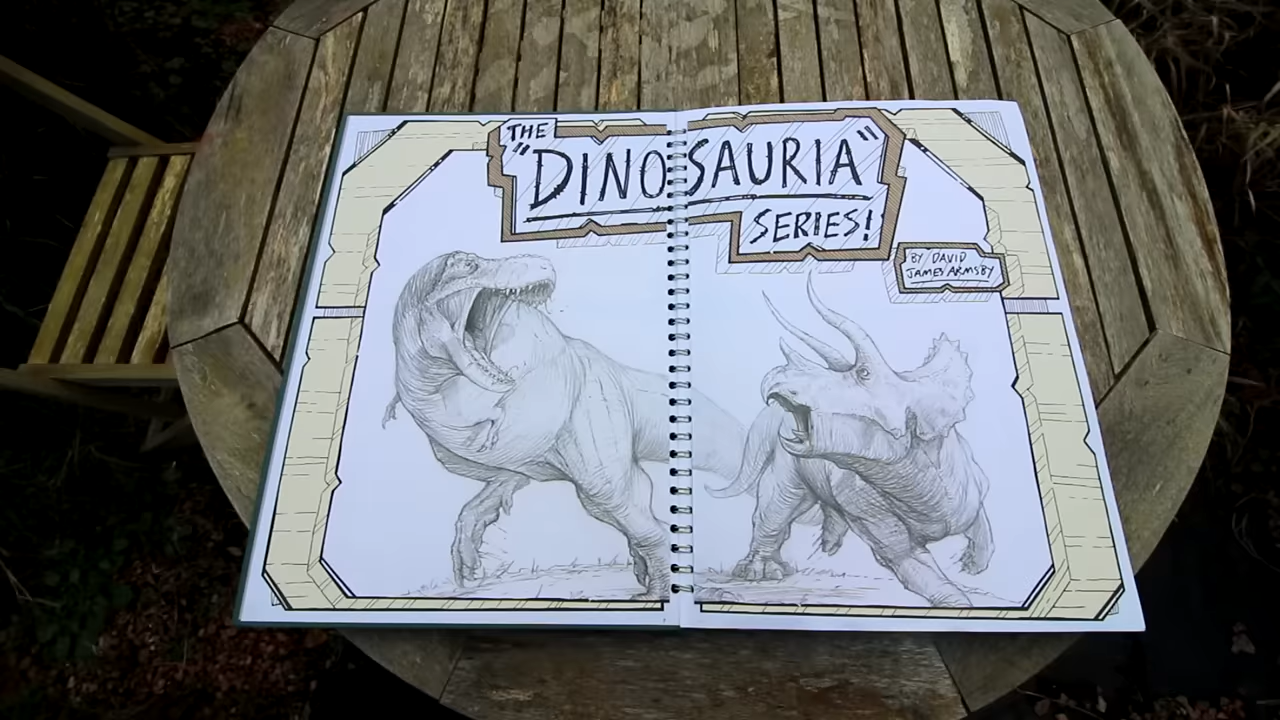 THE
"DINOSAURIA"
SERIES!
BY DAVID
JAMES ARMSBY